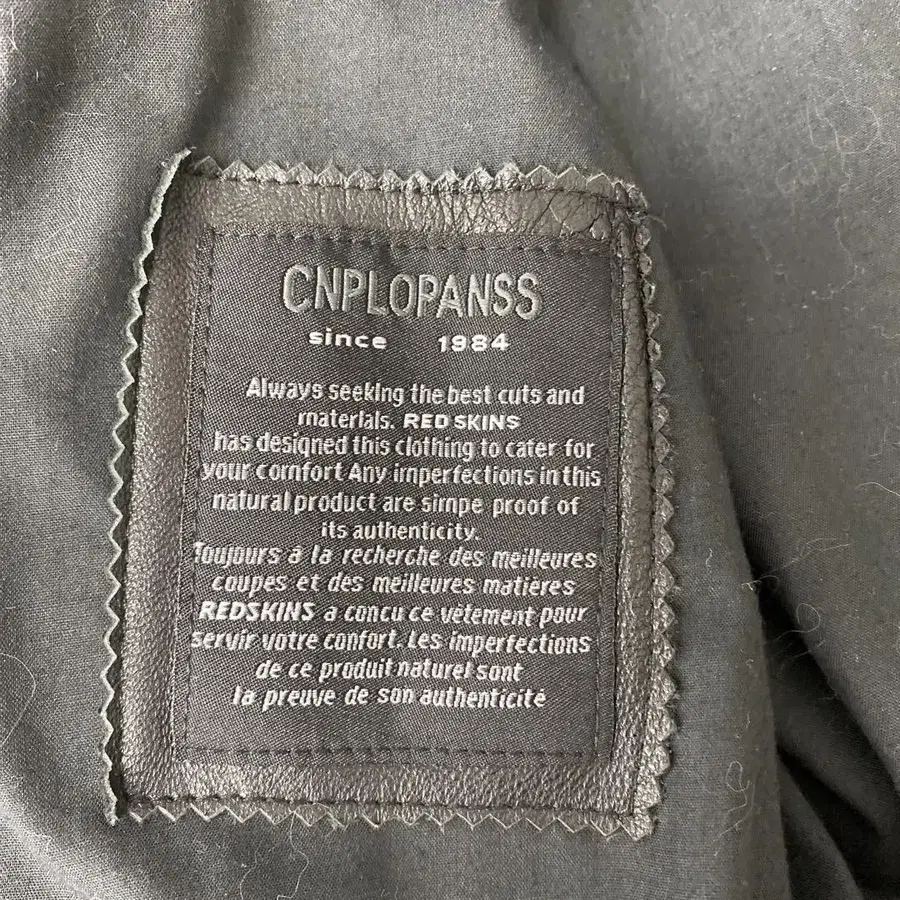 CNPLOPANSS
since 1984
Always seeking the best cuts and
materials. RED SKINS
has designed this clothing to cater for
your comfort Any imperfections in this
natural product are simpe proof of
its authenticity.
Toujours à la recherche des meilleures
coupes et des meilleures matières
REDSKINS a concu ce vetement pour
servir votre confort. Les imperfections
de ce produit naturel sont
la preuve de son authenticité